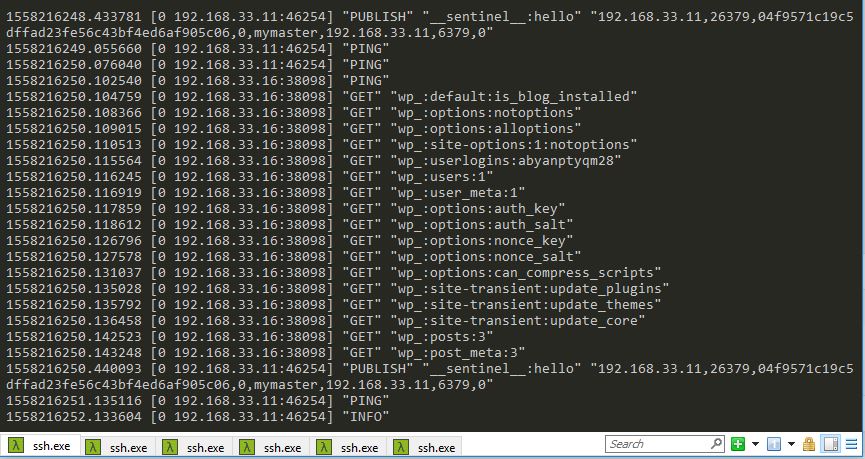 1558216248.433781 [0 192.168.33.11:46254] "PUBLISH" "__sentinel__:hello" "192.168.33.11,26379,04f9571c19c5
dffad23fe56c43bf4ed6af905c06,0,mymaster,192.168.33.11,6379,0"
1558216249.055660 [0 192.168.33.11:46254] "PING"
1558216250.076040 [0 192.168.33.11:46254] "PING"
1558216250.102540 [0 192.168.33.16:38098] "PING"
1558216250.104759 [0 192.168.33.16:38098] "GET" "wp_:default:is_blog_installed"
1558216250.108366 [0 192.168.33.16:38098] "GET" "wp_:options:notoptions"
1558216250.109015 [0 192.168.33.16:38098] "GET" "wp_:options:alloptions"
1558216250.110513 [0 192.168.33.16:38098] "GET" "wp_:site-options:1:notoptions"
1558216250.115564 [0 192.168.33.16:38098] "GET" "wp_:userlogins:abyanptyqm28"
1558216250.116245 [0 192.168.33.16:38098] "GET" "wp_:users:1"
1558216250.116919 [0 192.168.33.16:38098] "GET" "wp_:user_meta:1"
1558216250.117859 [0 192.168.33.16:38098] "GET" "wp_:options:auth_key"
1558216250.118612 [0 192.168.33.16:38098] "GET" "wp_:options:auth_salt"
1558216250.126796 [0 192.168.33.16:38098] "GET" "wp_:options:nonce_key"
1558216250.127578 [0 192.168.33.16:38098] "GET" "wp_:options:nonce_salt"
1558216250.131037 [0 192.168.33.16:38098] "GET" "wp_:options:can_compress_scripts"
1558216250.135028 [0 192.168.33.16:38098] "GET" "wp_:site-transient:update_plugins"
1558216250.135792 [0 192.168.33.16:38098] "GET" "wp_:site-transient:update_themes"
1558216250.136458 [0 192.168.33.16:38098] "GET" "wp_:site-transient:update_core"
1558216250.142523 [0 192.168.33.16:38098] "GET" "wp_:posts:3"
1558216250.143248 [0 192.168.33.16:38098] "GET" "wp_:post_meta:3"
1558216250.440093 [0 192.168.33.11:46254] "PUBLISH" "__sentinel__:hello" "192.168.33.11,26379,04f9571c19c5
dffad23fe56c43bf4ed6af905c06,0,mymaster,192.168.33.11,6379,0"
1558216251.135116 [0 192.168.33.11:46254] "PING"
1558216252.133604 [0 192.168.33.11:46254] "INFO"
λ ssh.exe λ ssh.exe λ ssh.exe λ ssh.exe λ ssh.exe λ ssh.exe Search 1